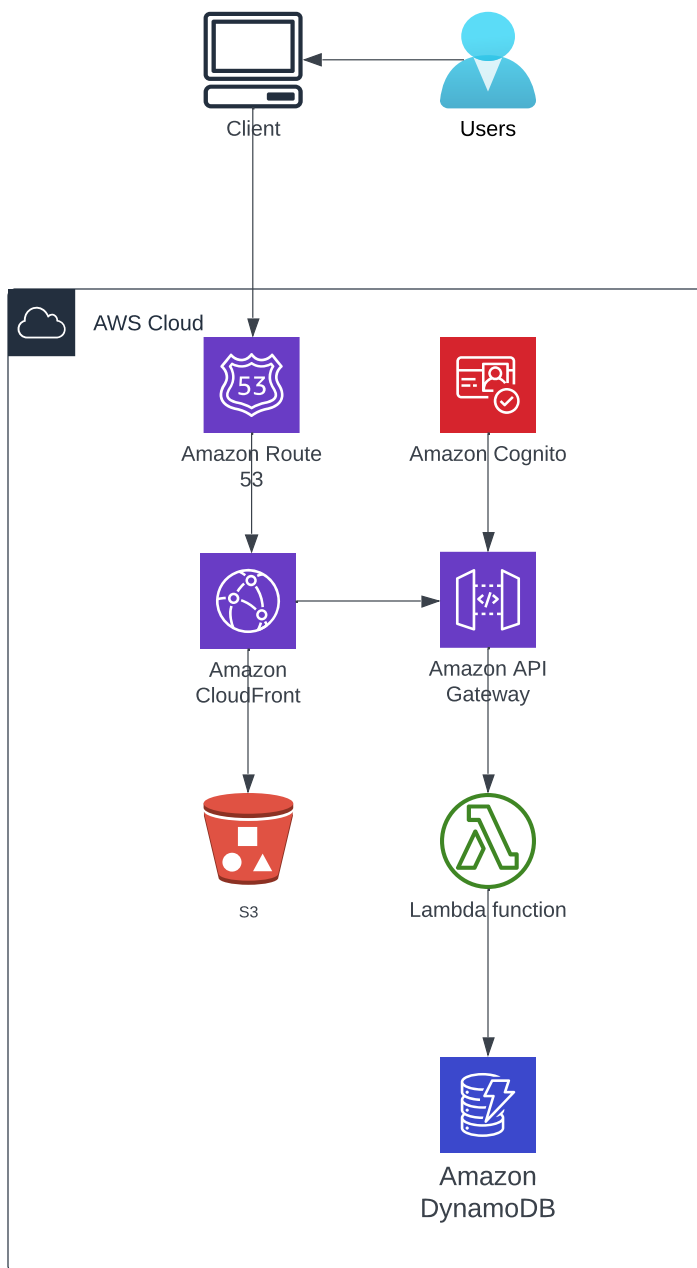 Client
Users
AWS Cloud
53
Amazon Route
53
Amazon Cognito
</>
Amazon
CloudFront
Amazon API
Gateway
S3
Lambda function
Amazon
DynamoDB